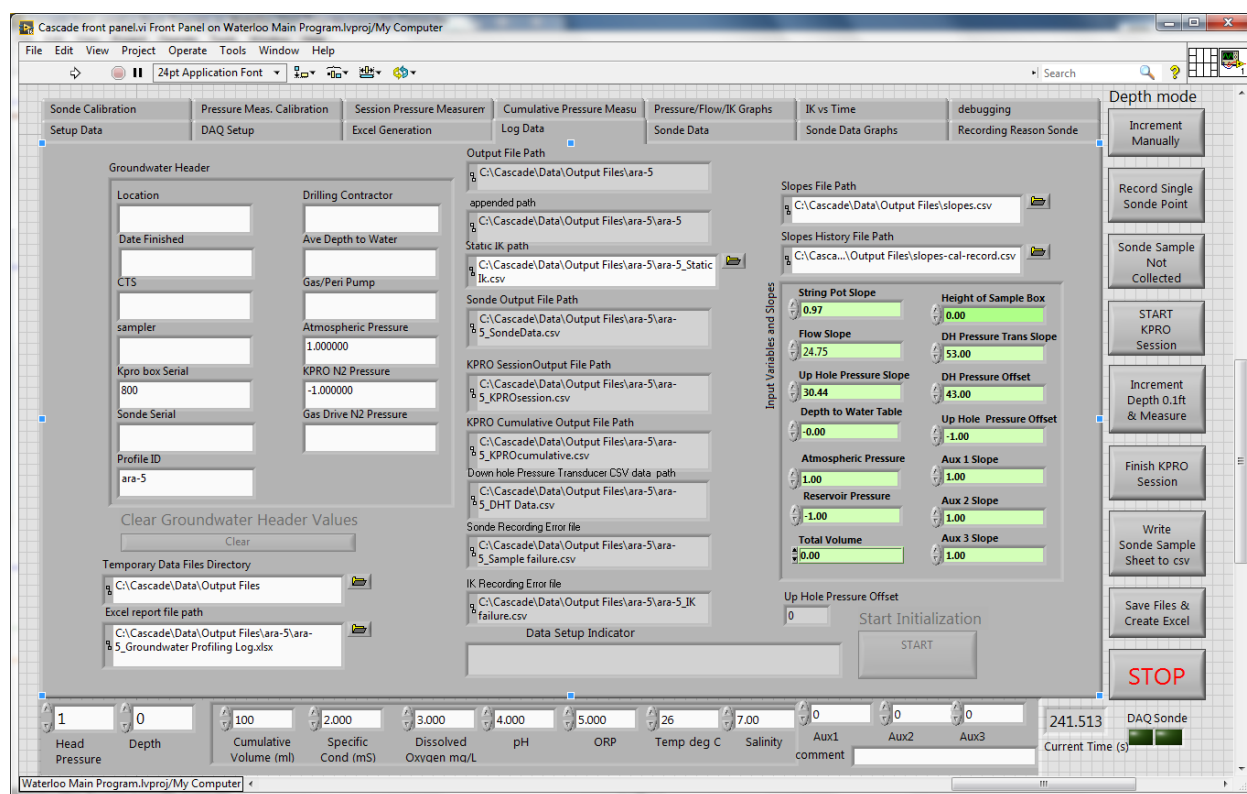 Cascade front panel.vi Front Panel on Waterloo Main Program.lvproj/My Computer
File Edit View Project Operate Tools Window Help
24pt Application Font
Search
Sonde Calibration
Pressure Meas. Calibration
Session Pressure Measurem
Cumulative Pressure Measu
Pressure/Flow/IK Graphs
IK vs Time
debugging
Setup Data
DAQ Setup
Excel Generation
Log Data
Sonde Data
Sonde Data Graphs
Recording Reason Sonde
Groundwater Header
Location
Drilling Contractor
Date Finished
Ave Depth to Water
CTS
Gas/Peri Pump
sampler
Atmospheric Pressure
1.000000
Kpro box Serial
KPRO N2 Pressure
800
-1.000000
Sonde Serial
Gas Drive N2 Pressure
Profile ID
ara-5
Clear Groundwater Header Values
Clear
Temporary Data Files Directory
C:\Cascade\Data\Output Files
Excel report file path
C:\Cascade\Data\Output Files\ara-5\ara-
5_Groundwater Profiling Log.xlsx
Output File Path
C:\Cascade\Data\Output Files\ara-5
appended path
C:\Cascade\Data\Output Files\ara-5\ara-5
Static IK path
C:\Cascade\Data\Output Files\ara-5\ara-5_Static
Ik.csv
Sonde Output File Path
C:\Cascade\Data\Output Files\ara-5\ara-
5_SondeData.csv
KPRO SessionOutput File Path
C:\Cascade\Data\Output Files\ara-5\ara-
5_KPROsession.csv
KPRO Cumulative Output File Path
C:\Cascade\Data\Output Files\ara-5\ara-
5_KPROcumulative.csv
Down hole Pressure Transducer CSV data path
C:\Cascade\Data\Output Files\ara-5\ara-
5_DHT Data.csv
Sonde Recording Error file
C:\Cascade\Data\Output Files\ara-5\ara-
5_Sample failure.csv
IK Recording Error file
C:\Cascade\Data\Output Files\ara-5\ara-5_IK
failure.csv
Data Setup Indicator
Slopes File Path
C:\Cascade\Data\Output Files\slopes.csv
Slopes History File Path
C:\Casca...\Output Files\slopes-cal-record.csv
Input Variables and Slopes
String Pot Slope
0.97
Height of Sample Box
0.00
Flow Slope
24.75
DH Pressure Trans Slope
53.00
Up Hole Pressure Slope
30.44
DH Pressure Offset
43.00
Depth to Water Table
-0.00
Up Hole Pressure Offset
-1.00
Atmospheric Pressure
1.00
Aux 1 Slope
1.00
Reservoir Pressure
-1.00
Aux 2 Slope
1.00
Total Volume
0.00
Aux 3 Slope
1.00
Up Hole Pressure Offset
0
Start Initialization
START
Depth mode
Increment
Manually
Record Single
Sonde Point
Sonde Sample
Not
Collected
START
KPRO
Session
Increment
Depth 0.1ft
& Measure
Finish KPRO
Session
Write
Sonde Sample
Sheet to csv
Save Files &
Create Excel
STOP
1
Head
Pressure
0
Depth
100
Cumulative
Volume (ml)
2.000
Specific
Cond (mS)
3.000
Dissolved
Oxygen mg/L
4.000
pH
5.000
ORP
26
Temp deg C
7.00
Salinity
0
Aux1
0
Aux2
0
Aux3
comment
241.513
Current Time (s)
DAQ Sonde
Waterloo Main Program.lvproj/My Computer